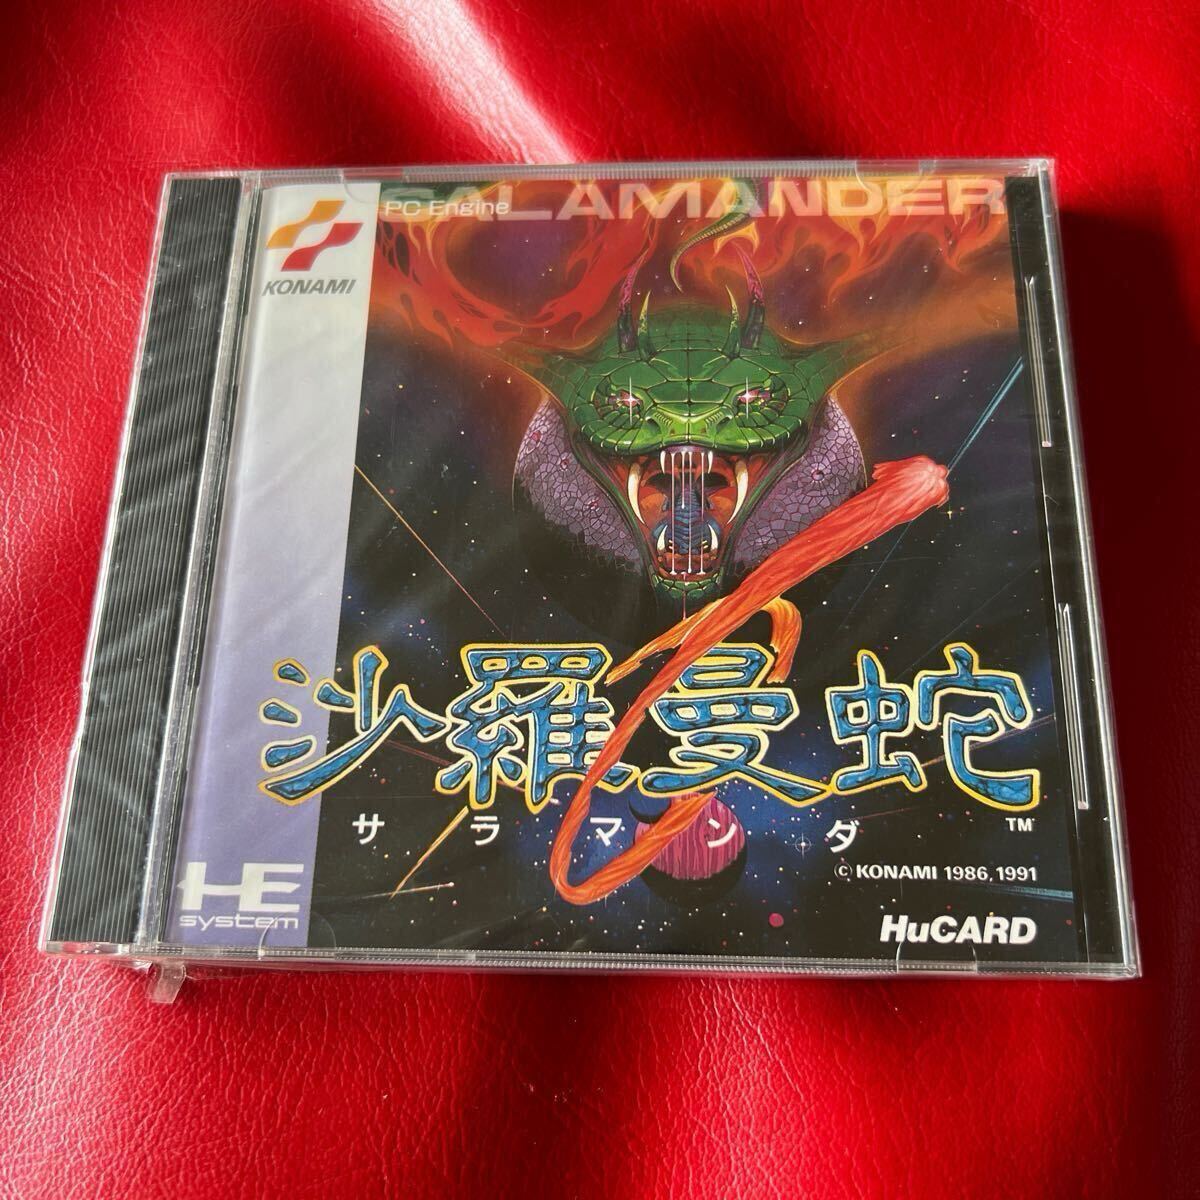 SALAMANDER
PC Engine
KONAMI
沙羅曼蛇
サラマンダ
TM
© KONAMI 1986, 1991
HE
system
HuCARD